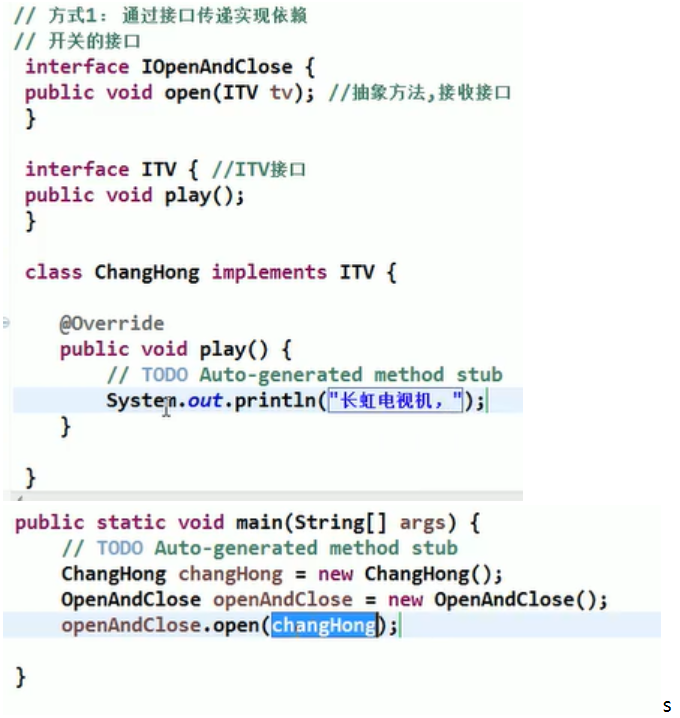 // 方式1: 通过接口传递实现依赖
// 开关的接口
interface IOpenAndClose {
public void open(ITV tv); //抽象方法,接收接口
}
interface ITV { //ITV接口
public void play();
}
class ChangHong implements ITV {
@Override
public void play() {
// TODO Auto-generated method stub
System.out.println("长虹电视机，");
}
}
public static void main(String[] args) {
// TODO Auto-generated method stub
ChangHong changHong = new ChangHong();
OpenAndClose openAndClose = new OpenAndClose();
openAndClose.open(changHong);
}
s